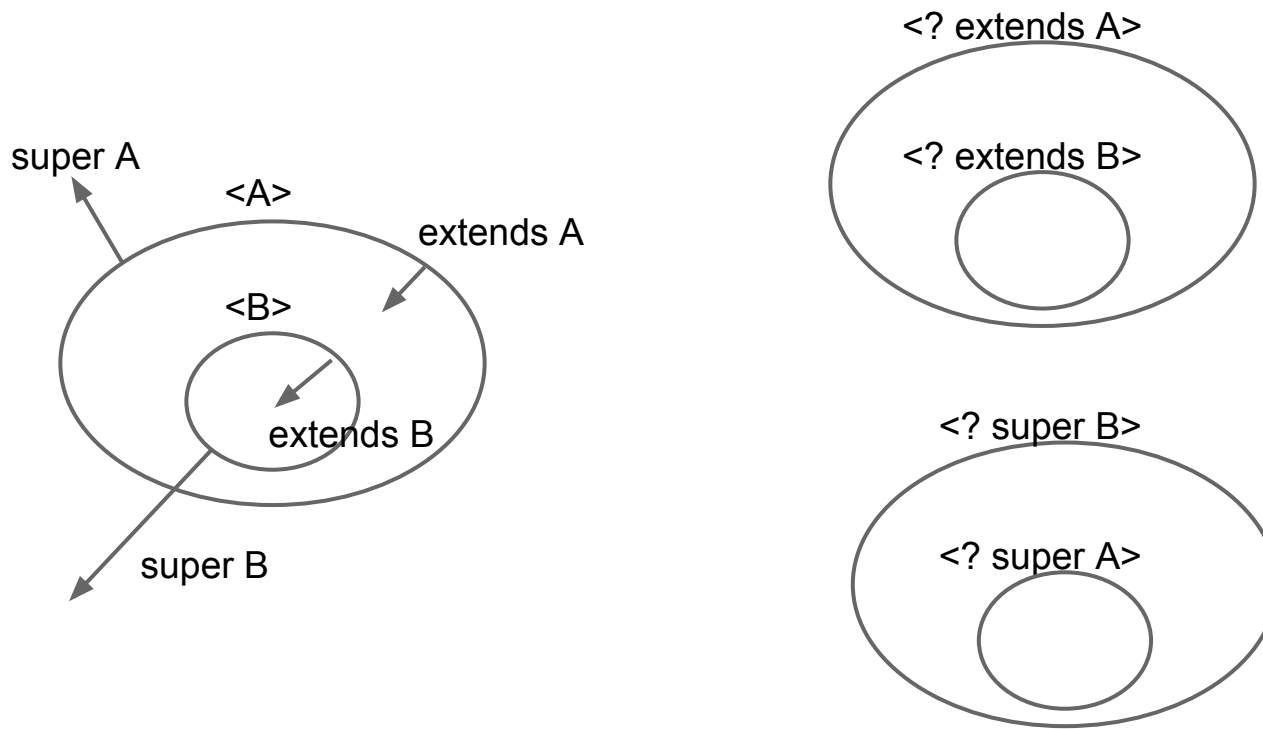 super A
<A>
extends A
<B>
extends B
super B
<? extends A>
<? extends B>
<? super B>
<? super A>